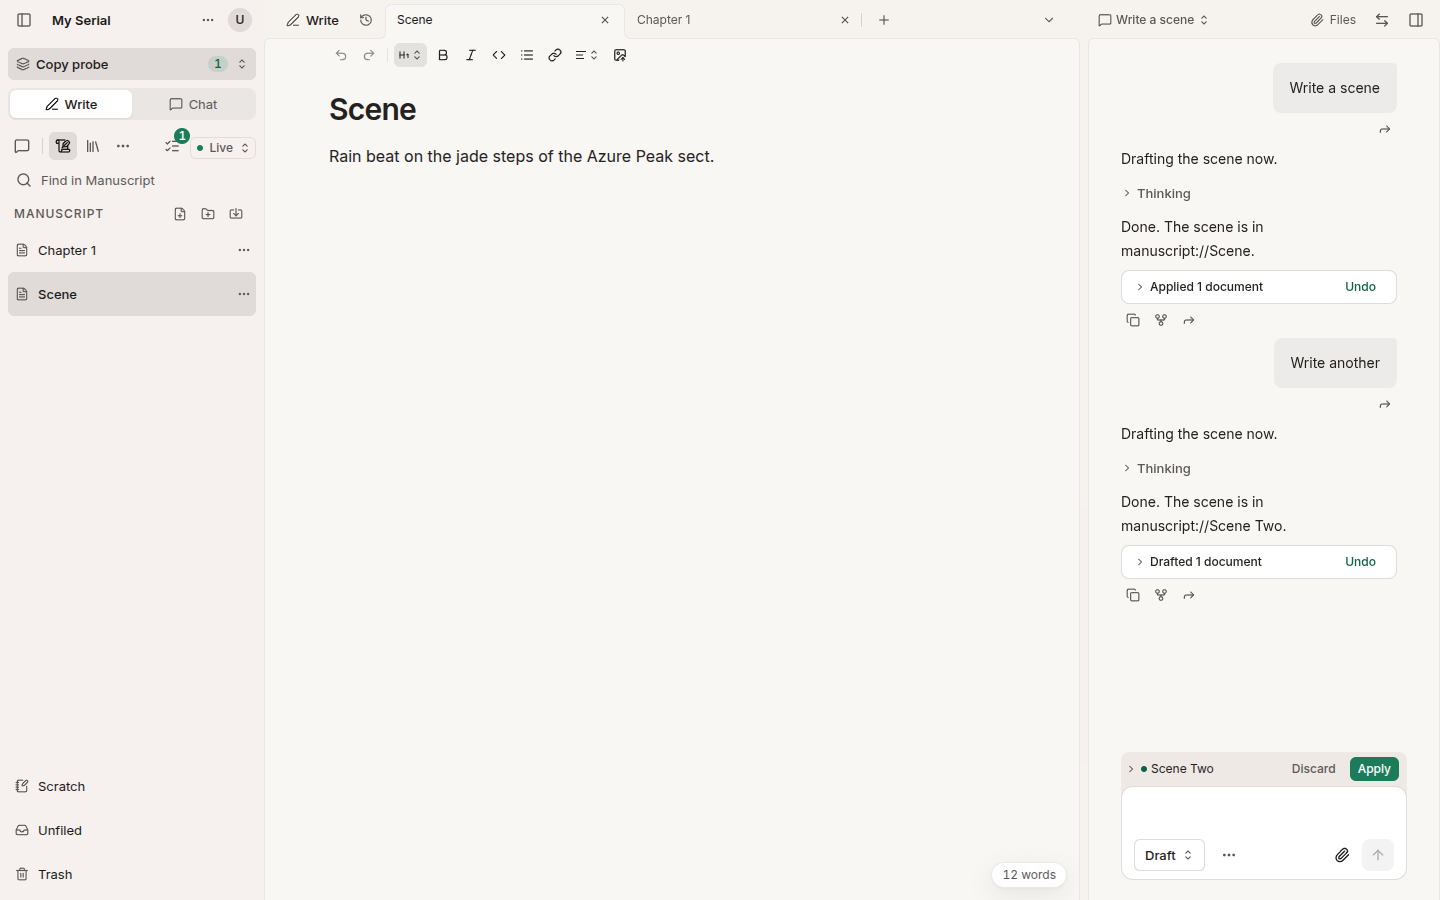 My Serial
U
Copy probe
1
Write
Chat
1
Live
Find in Manuscript
MANUSCRIPT
Chapter 1
Scene
Scratch
Unfiled
Trash
Write
Scene
Chapter 1
H1
B
I
Scene
Rain beat on the jade steps of the Azure Peak sect.
12 words
Write a scene
Files
Write a scene
Drafting the scene now.
Thinking
Done. The scene is in
manuscript://Scene.
Applied 1 document
Undo
Write another
Drafting the scene now.
Thinking
Done. The scene is in
manuscript://Scene Two.
Drafted 1 document
Undo
Scene Two
Discard
Apply
Draft